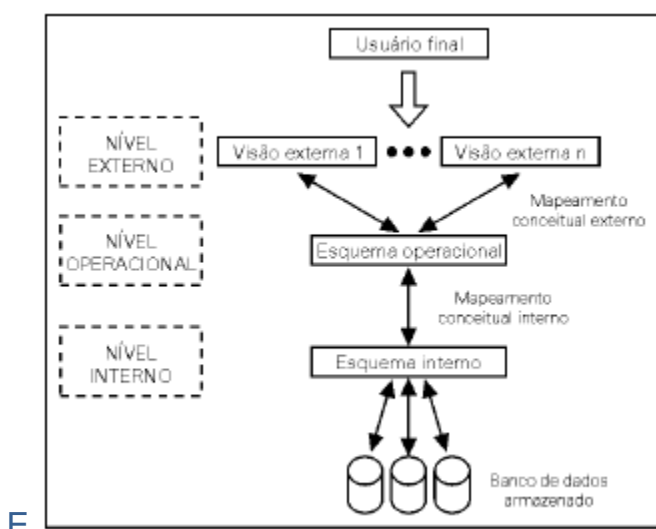 Usuário final
NÍVEL
EXTERNO
Visão externa 1
Visão externa n
Mapeamento
conceitual externo
NÍVEL
OPERACIONAL
Esquema operacional
Mapeamento
conceitual interno
NÍVEL
INTERNO
Esquema interno
Banco de dados
armazenado
E